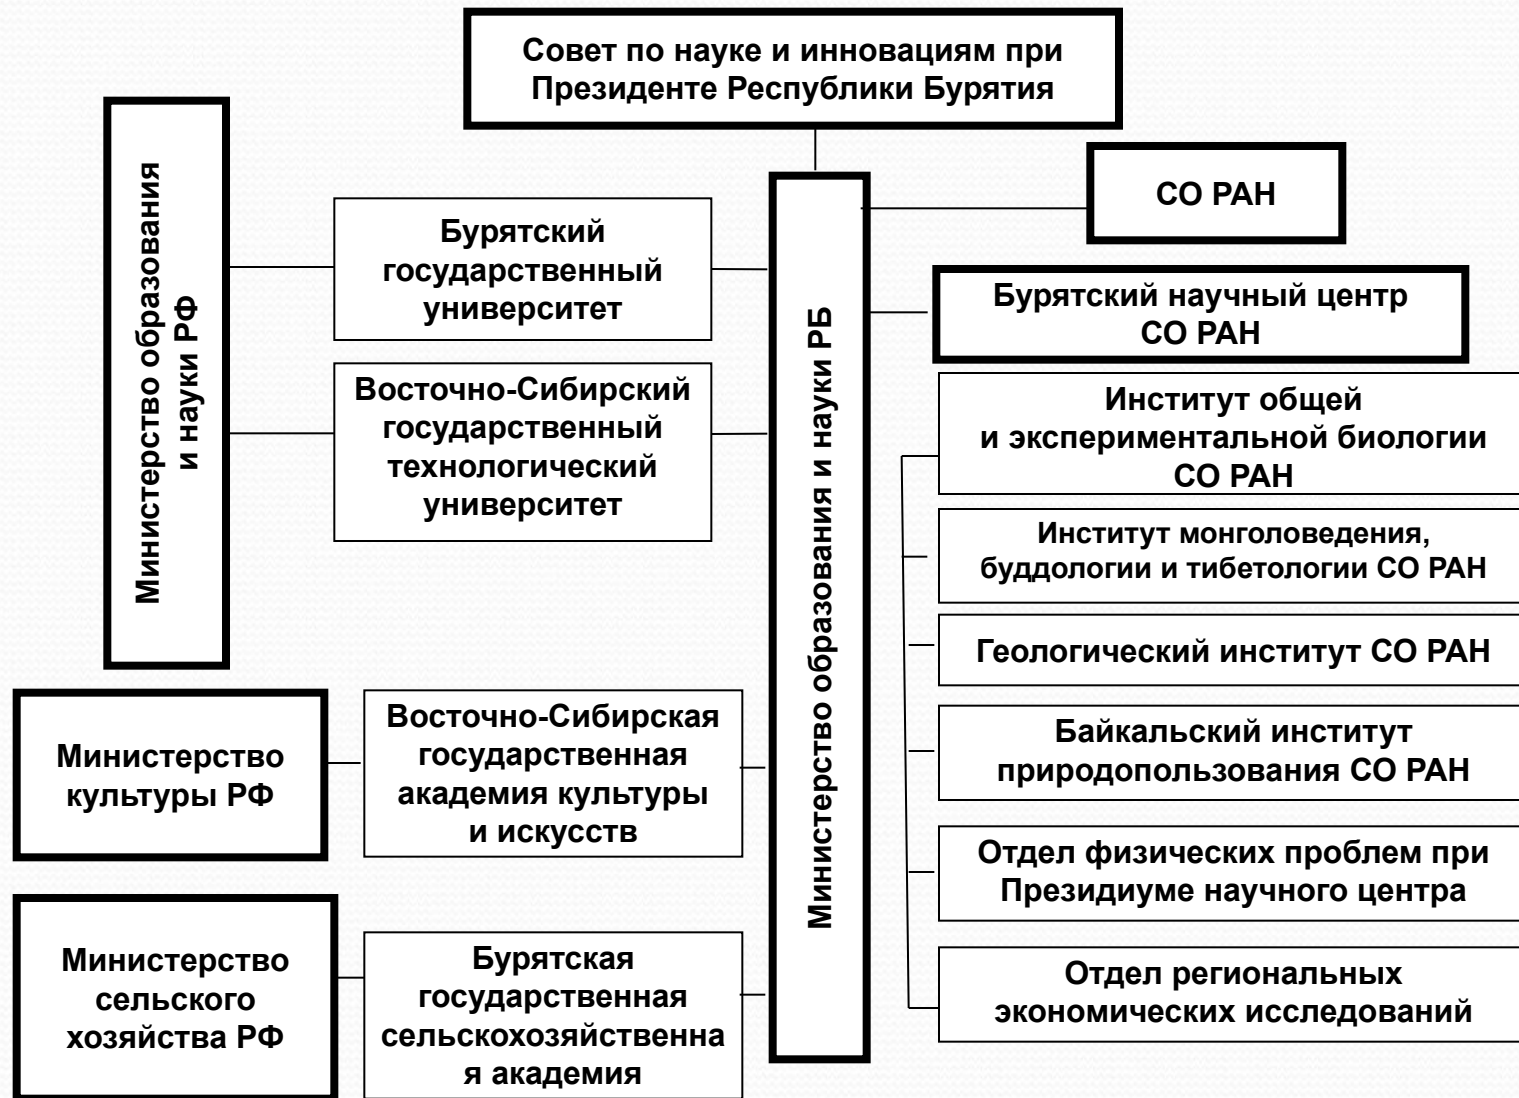 Совет по науке и инновациям при
Президенте Республики Бурятия
Министерство образования
и науки РФ
Бурятский
государственный
университет
Восточно-Сибирский
государственный
технологический
университет
Министерство
культуры РФ
Восточно-Сибирская
государственная
академия культуры
и искусств
Министерство
сельского
хозяйства РФ
Бурятская
государственная
сельскохозяйственна
я академия
Министерство образования и науки РБ
СО РАН
Бурятский научный центр
СО РАН
Институт общей
и экспериментальной биологии
СО РАН
Институт монголоведения,
буддологии и тибетологии СО РАН
Геологический институт СО РАН
Байкальский институт
природопользования СО РАН
Отдел физических проблем при
Президиуме научного центра
Отдел региональных
экономических исследований